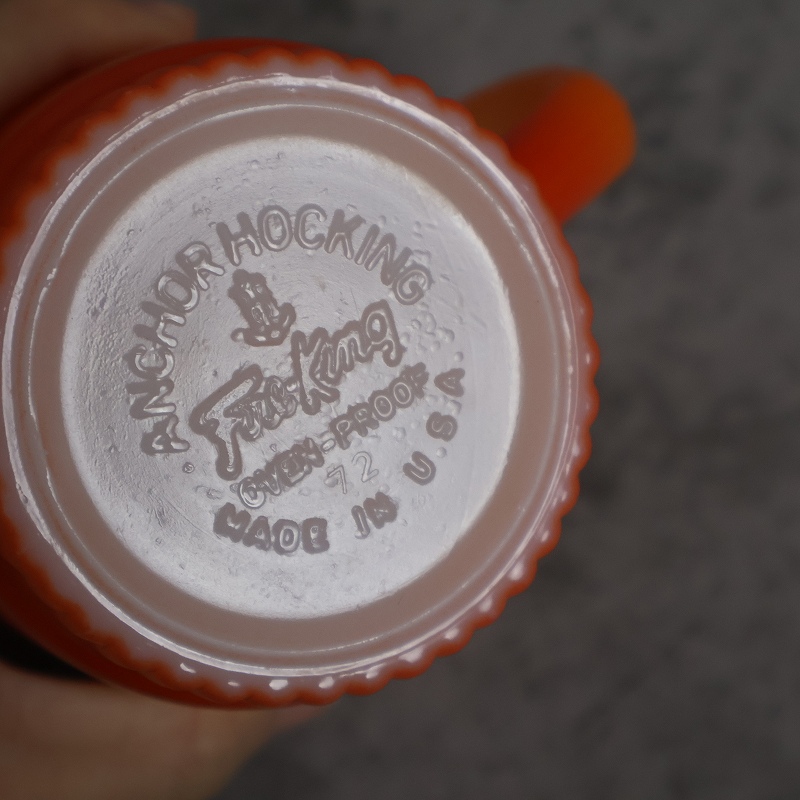 ANCHOR HOCKING
Fire-King
OVEN-PROOF
72
MADE IN U.S.A.